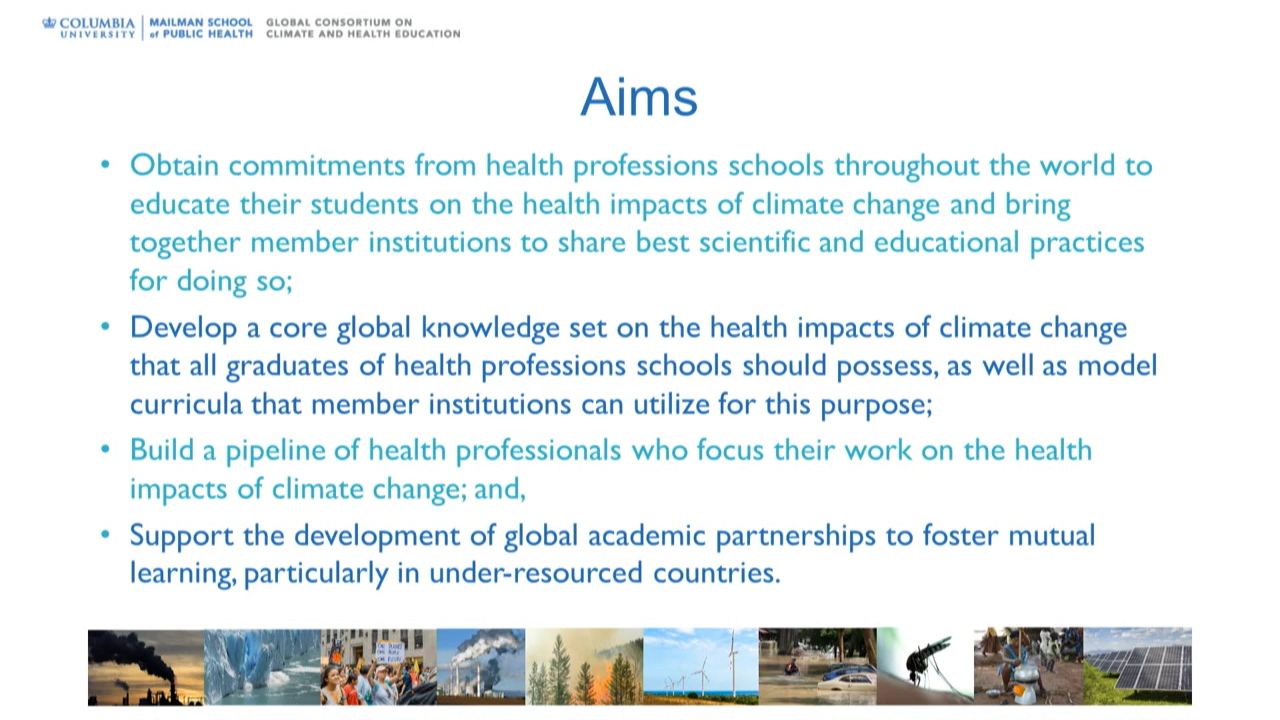 COLUMBIA UNIVERSITY
MAILMAN SCHOOL of PUBLIC HEALTH
GLOBAL CONSORTIUM ON CLIMATE AND HEALTH EDUCATION
Aims
• Obtain commitments from health professions schools throughout the world to
educate their students on the health impacts of climate change and bring
together member institutions to share best scientific and educational practices
for doing so;
• Develop a core global knowledge set on the health impacts of climate change
that all graduates of health professions schools should possess, as well as model
curricula that member institutions can utilize for this purpose;
• Build a pipeline of health professionals who focus their work on the health
impacts of climate change; and,
• Support the development of global academic partnerships to foster mutual
learning, particularly in under-resourced countries.